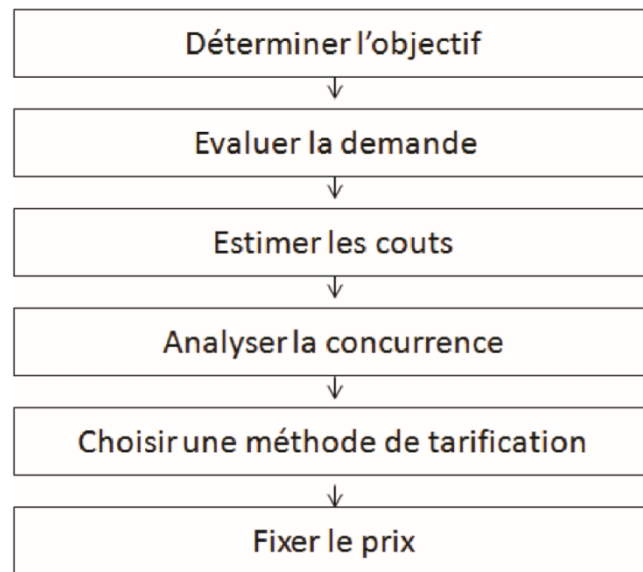 Déterminer l’objectif
Evaluer la demande
Estimer les couts
Analyser la concurrence
Choisir une méthode de tarification
Fixer le prix